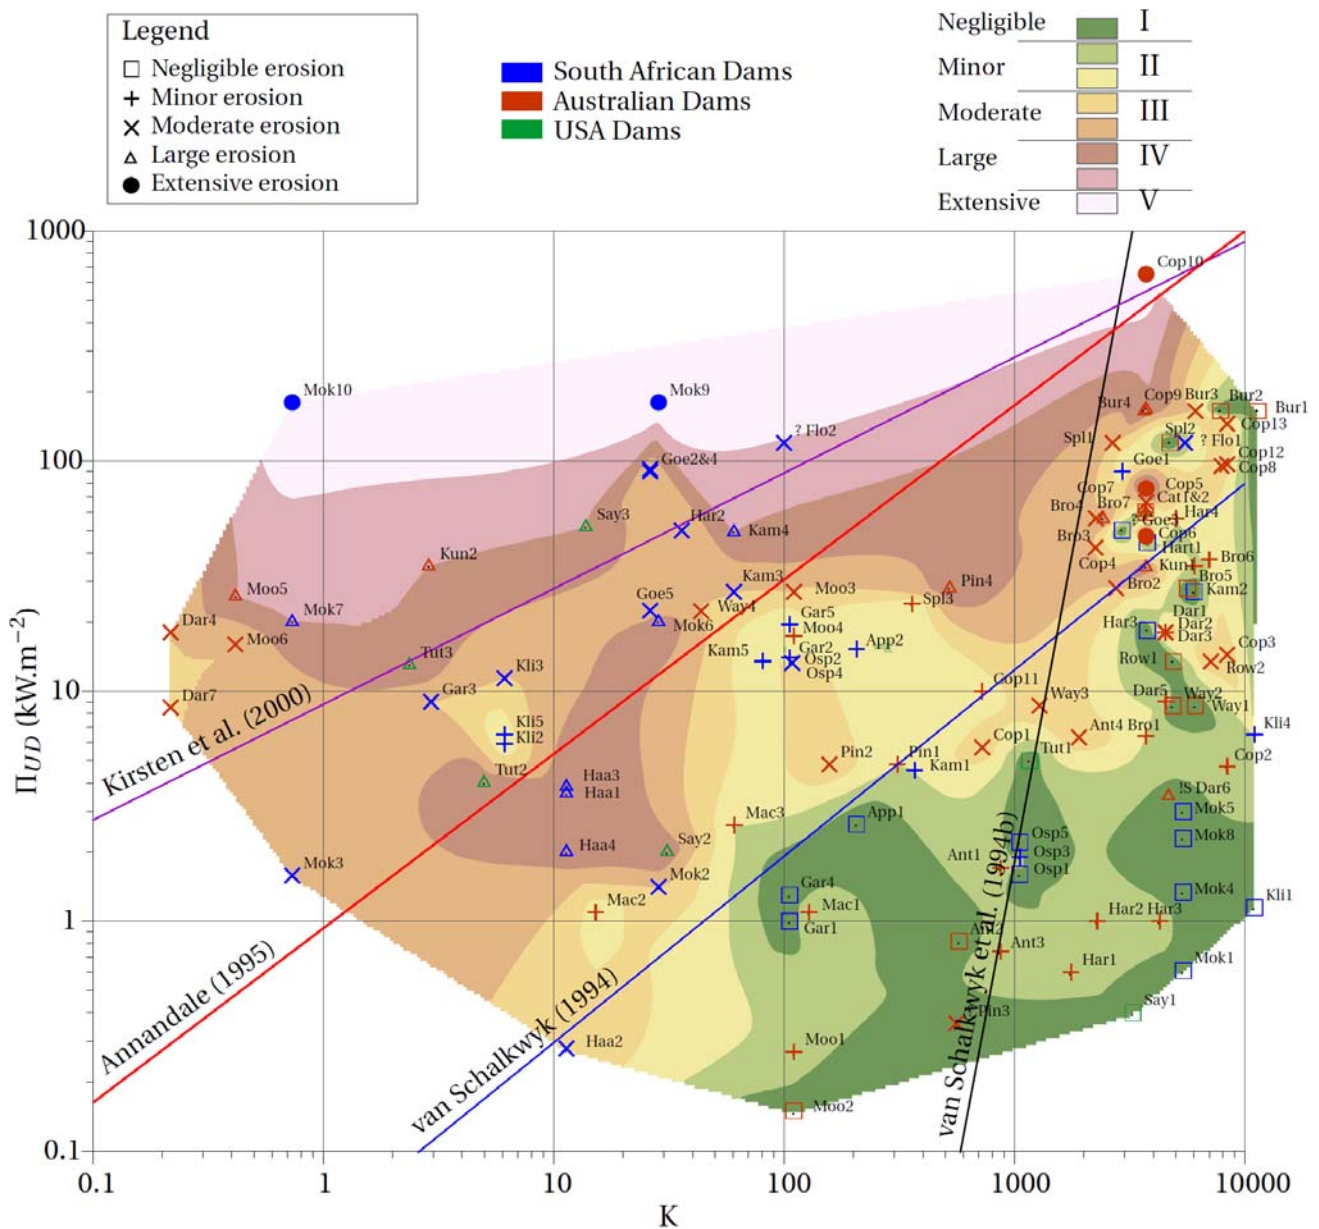 Legend
Negligible erosion
Minor erosion
Moderate erosion
Large erosion
Extensive erosion
South African Dams
Australian Dams
USA Dams
Negligible I
Minor II
Moderate III
Large IV
Extensive V
1000
100
10
1
0.1
Π_UD (kW.m⁻²)
0.1 1 10 100 1000 10000
K
Kirsten et al. (2000)
Annandale (1995)
van Schalkwyk (1994)
van Schalkwyk et al. (1994b)
Cop10
Mok10
Mok9
Bur4
Cop9
Bur3
Bur2
Bur1
Cop13
? Flo2
Spl1
Spl2
? Flo1
Goe2&4
Goe1
Cop12
Cop8
Cop7
Cop5
Say3
Har2
Kam4
Bro4
Bro7
Cat1&2
Har4
Bro3
Cop6
Hart1
Kun2
Cop4
Kun1
Bro6
Moo5
Kam3
Moo3
Pin4
Bro2
Bro5
Kam2
Mok7
Goe5
Way4
Spl3
Dar1
Dar4
Mok6
Gar5
Moo4
Har3
Dar2
Dar3
Moo6
Tut3
Kli3
Kam5
Gar2
Osp2
Osp4
App2
Row1
Cop3
Row2
Dar7
Gar3
Cop11
Way3
Dar5
Way2
Way1
Kli5
Kli2
Cop1
Ant4
Bro1
Kli4
Tut2
Pin2
Pin1
Kam1
Tut1
Cop2
Haa3
Haa1
!S Dar6
Mac3
App1
Mok5
Haa4
Say2
Osp5
Mok8
Ant1
Osp3
Osp1
Mok3
Mok2
Gar4
Mok4
Mac2
Mac1
Gar1
Har2
Har3
Kli1
Ant2
Ant3
Har1
Mok1
Pin3
Say1
Haa2
Moo1
Moo2